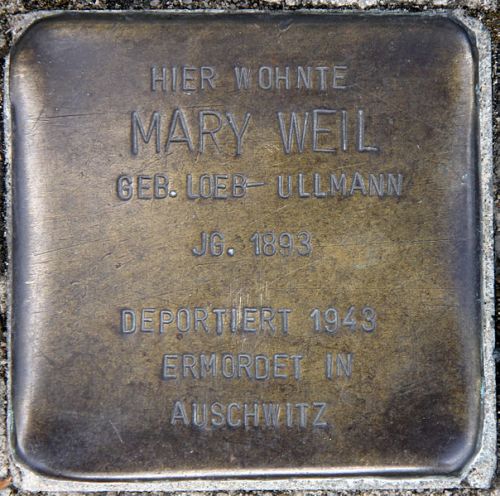 HIER WOHNTE
MARY WEIL
GEB. LOEB-ULLMANN
JG. 1893
DEPORTIERT 1943
ERMORDET IN
AUSCHWITZ